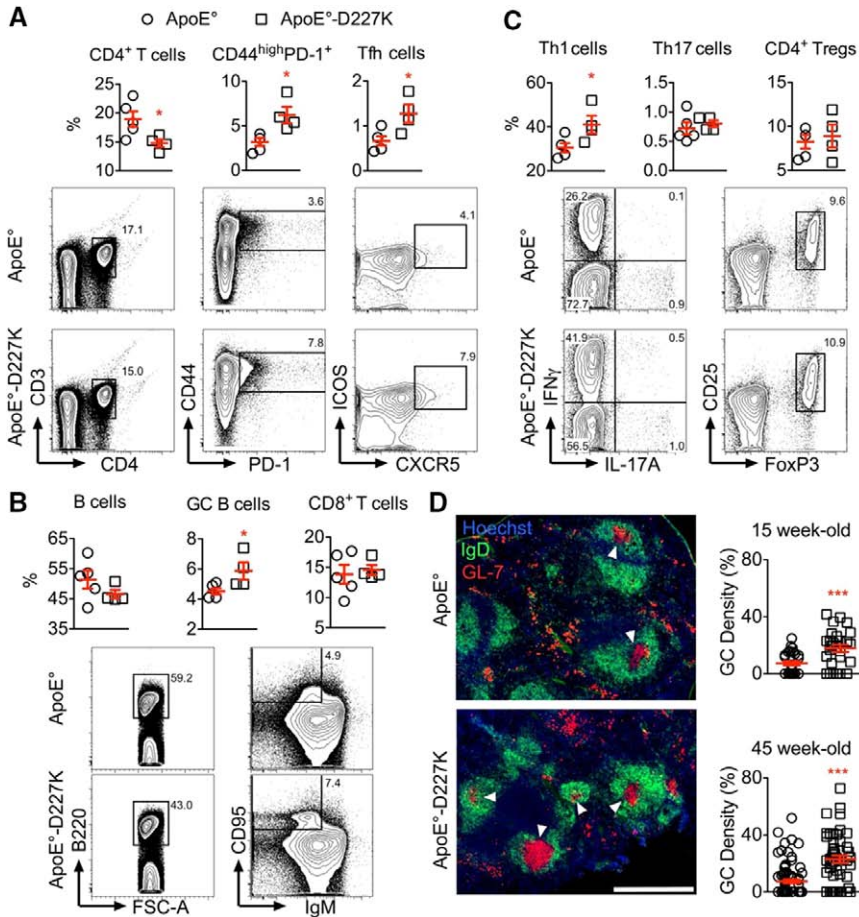 A
ApoE° ApoE°-D227K
CD4+ T cells CD44highPD-1+ Tfh cells
%
25
20
15
10
10
5
0
2
1
0
ApoE°
17.1
3.6
4.1
ApoE°-D227K
15.0
7.8
7.9
CD3
CD4
CD44
PD-1
ICOS
CXCR5
C
Th1 cells Th17 cells CD4+ Tregs
%
60
40
20
1.5
1.0
0.5
0.0
12
8
4
ApoE°
26.2 0.1
72.7 0.9
9.6
ApoE°-D227K
41.9 0.5
56.5 1.0
10.9
IFNγ
IL-17A
CD25
FoxP3
B
B cells GC B cells CD8+ T cells
%
65
55
45
35
8
6
4
2
20
15
10
5
0
ApoE°
59.2
4.9
ApoE°-D227K
43.0
7.4
B220
FSC-A
CD95
IgM
D
Hoechst
IgD
GL-7
ApoE°
ApoE°-D227K
15 week-old
GC Density (%)
80
40
0
***
45 week-old
GC Density (%)
80
40
0
***